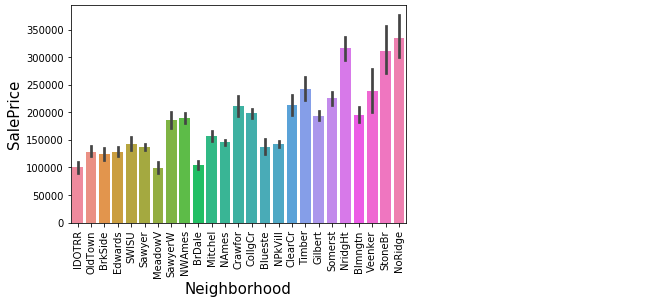 SalePrice
350000
300000
250000
200000
150000
100000
50000
0
IDOTRR
OldTown
BrkSide
Edwards
SWISU
Sawyer
MeadowV
SawyerW
NWAmes
BrDale
Mitchel
NAmes
Crawfor
CollgCr
Blueste
NPkVill
ClearCr
Timber
Gilbert
Somerst
NridgHt
Blmngtn
Veenker
StoneBr
NoRidge
Neighborhood